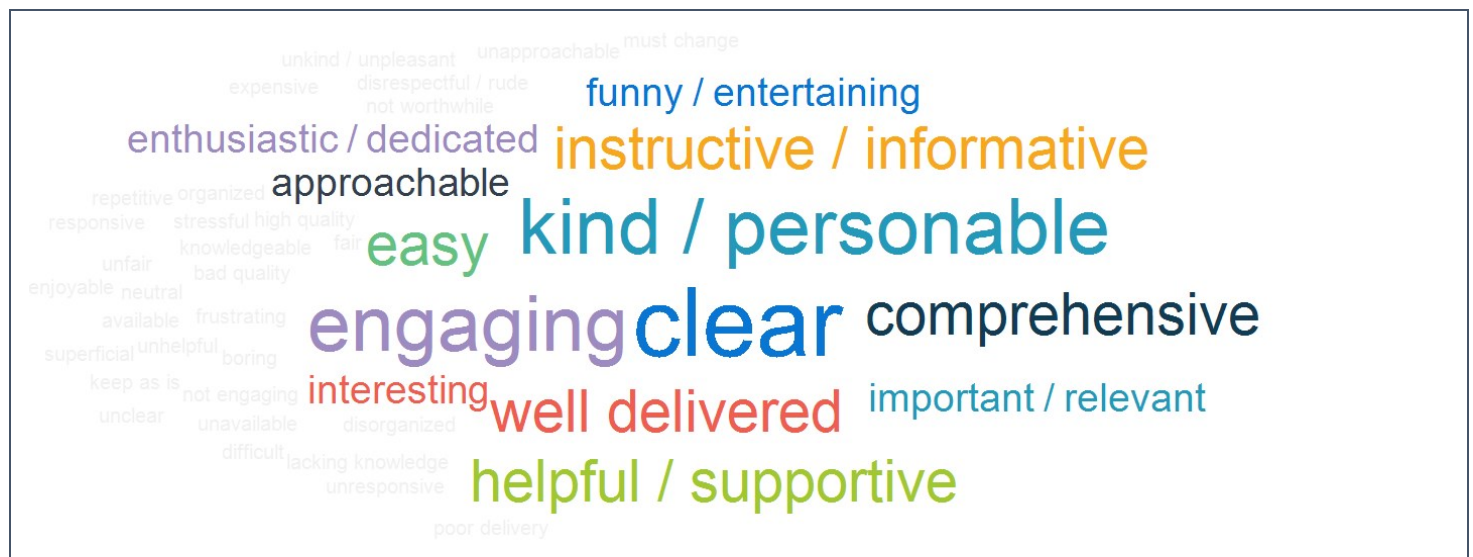 must change
unkind / unpleasant
unapproachable
expensive
disrespectful / rude
funny / entertaining
not worthwhile
enthusiastic / dedicated
instructive / informative
approachable
repetitive
organized
kind / personable
responsive
stressful
high quality
knowledgeable
fair
easy
unfair
bad quality
enjoyable
neutral
engaging
clear
comprehensive
available
frustrating
superficial
unhelpful
boring
keep as is
not engaging
interesting
well delivered
important / relevant
unclear
unavailable
disorganized
difficult
lacking knowledge
helpful / supportive
unresponsive
poor delivery